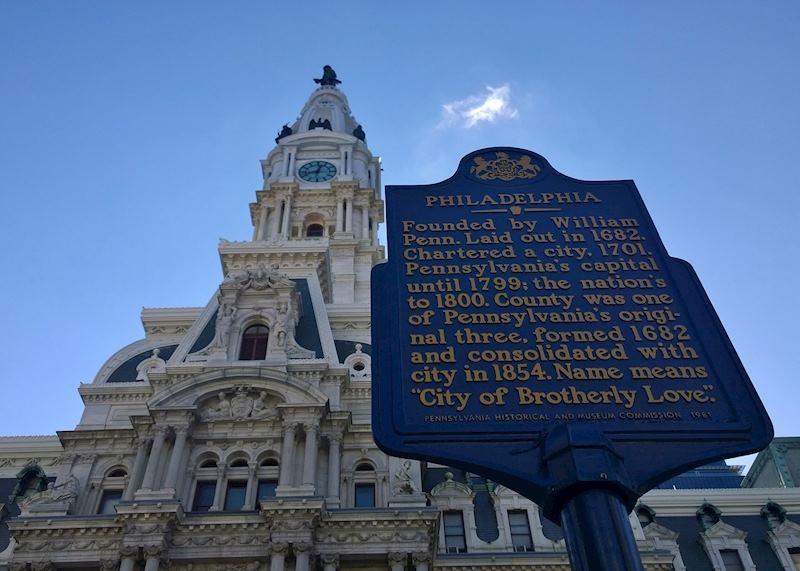 PHILADELPHIA
Founded by William
Penn. Laid out in 1682.
Chartered a city, 1701.
Pennsylvania's capital
until 1799; the nation's
to 1800. County was one
of Pennsylvania's origi-
nal three, formed 1682
and consolidated with
city in 1854. Name means
"City of Brotherly Love".
PENNSYLVANIA HISTORICAL AND MUSEUM COMMISSION 1981